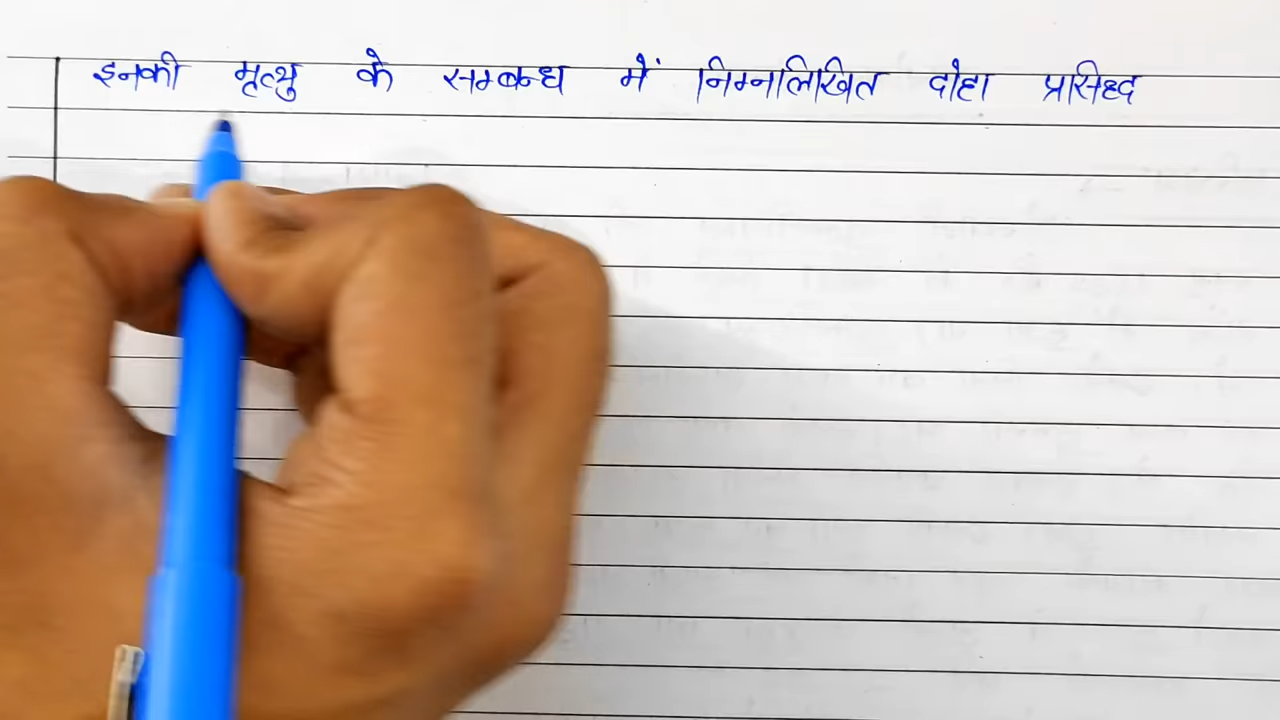 इनकी मृत्यु के सम्बन्ध में निम्नलिखित दोहा प्रसिध्द